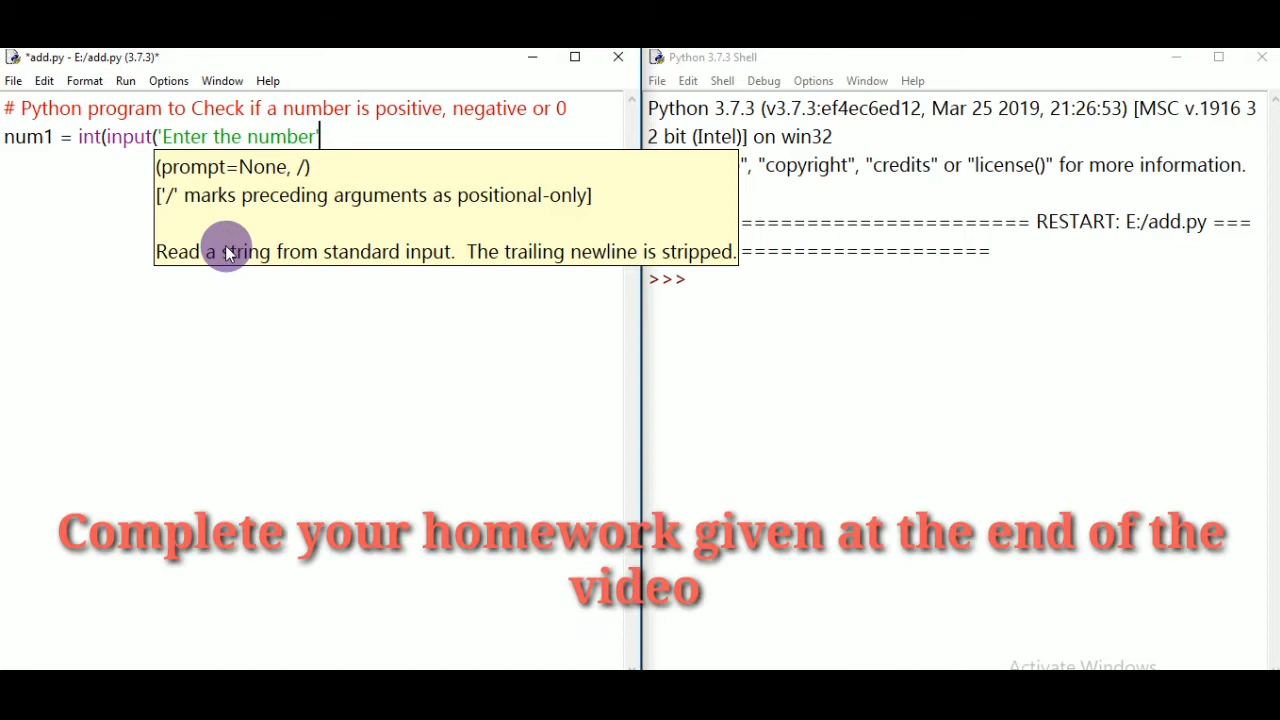 *add.py - E:/add.py (3.7.3)*
File Edit Format Run Options Window Help
# Python program to Check if a number is positive, negative or 0
num1 = int(input('Enter the number'
(prompt=None, /)
['/' marks preceding arguments as positional-only]
Read a string from standard input. The trailing newline is stripped.
Python 3.7.3 Shell
File Edit Shell Debug Options Window Help
Python 3.7.3 (v3.7.3:ef4ec6ed12, Mar 25 2019, 21:26:53) [MSC v.1916 3
2 bit (Intel)] on win32
", "copyright", "credits" or "license()" for more information.
====================== RESTART: E:/add.py ===
===================
>>>
Complete your homework given at the end of the
video
Activate Windows